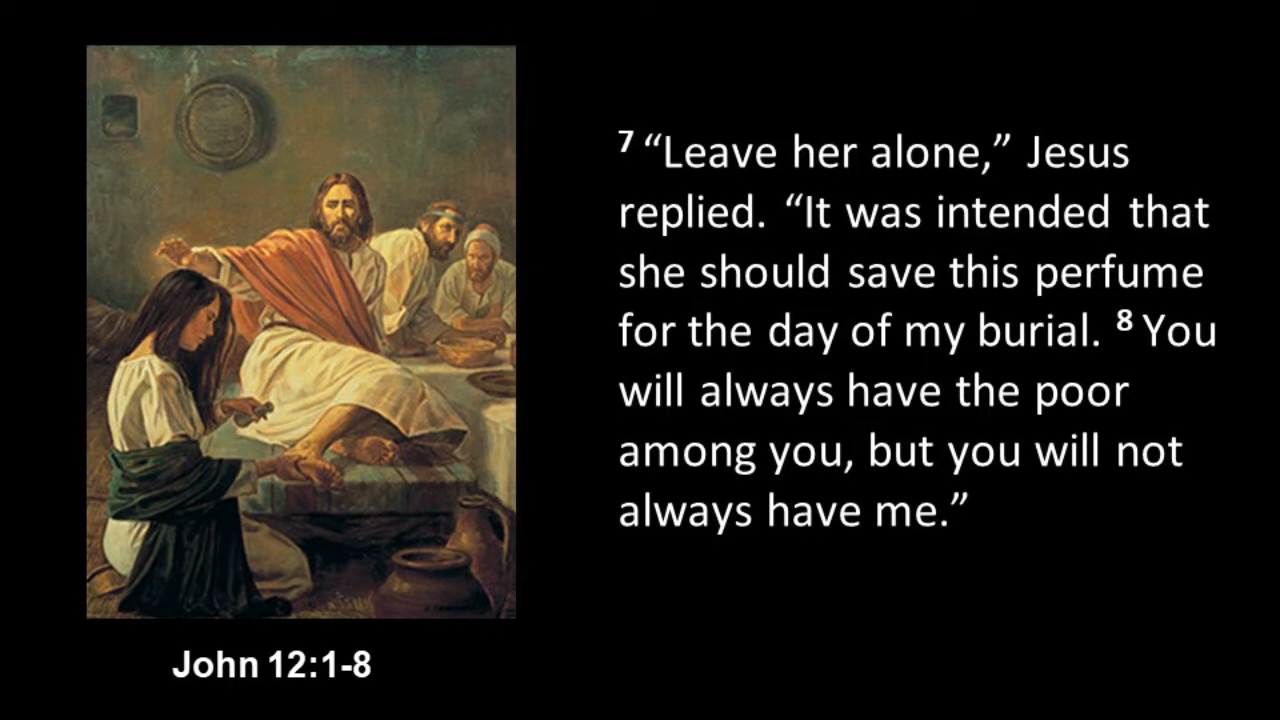 ⁷ “Leave her alone,” Jesus
replied. “It was intended that
she should save this perfume
for the day of my burial. ⁸ You
will always have the poor
among you, but you will not
always have me.”
John 12:1-8